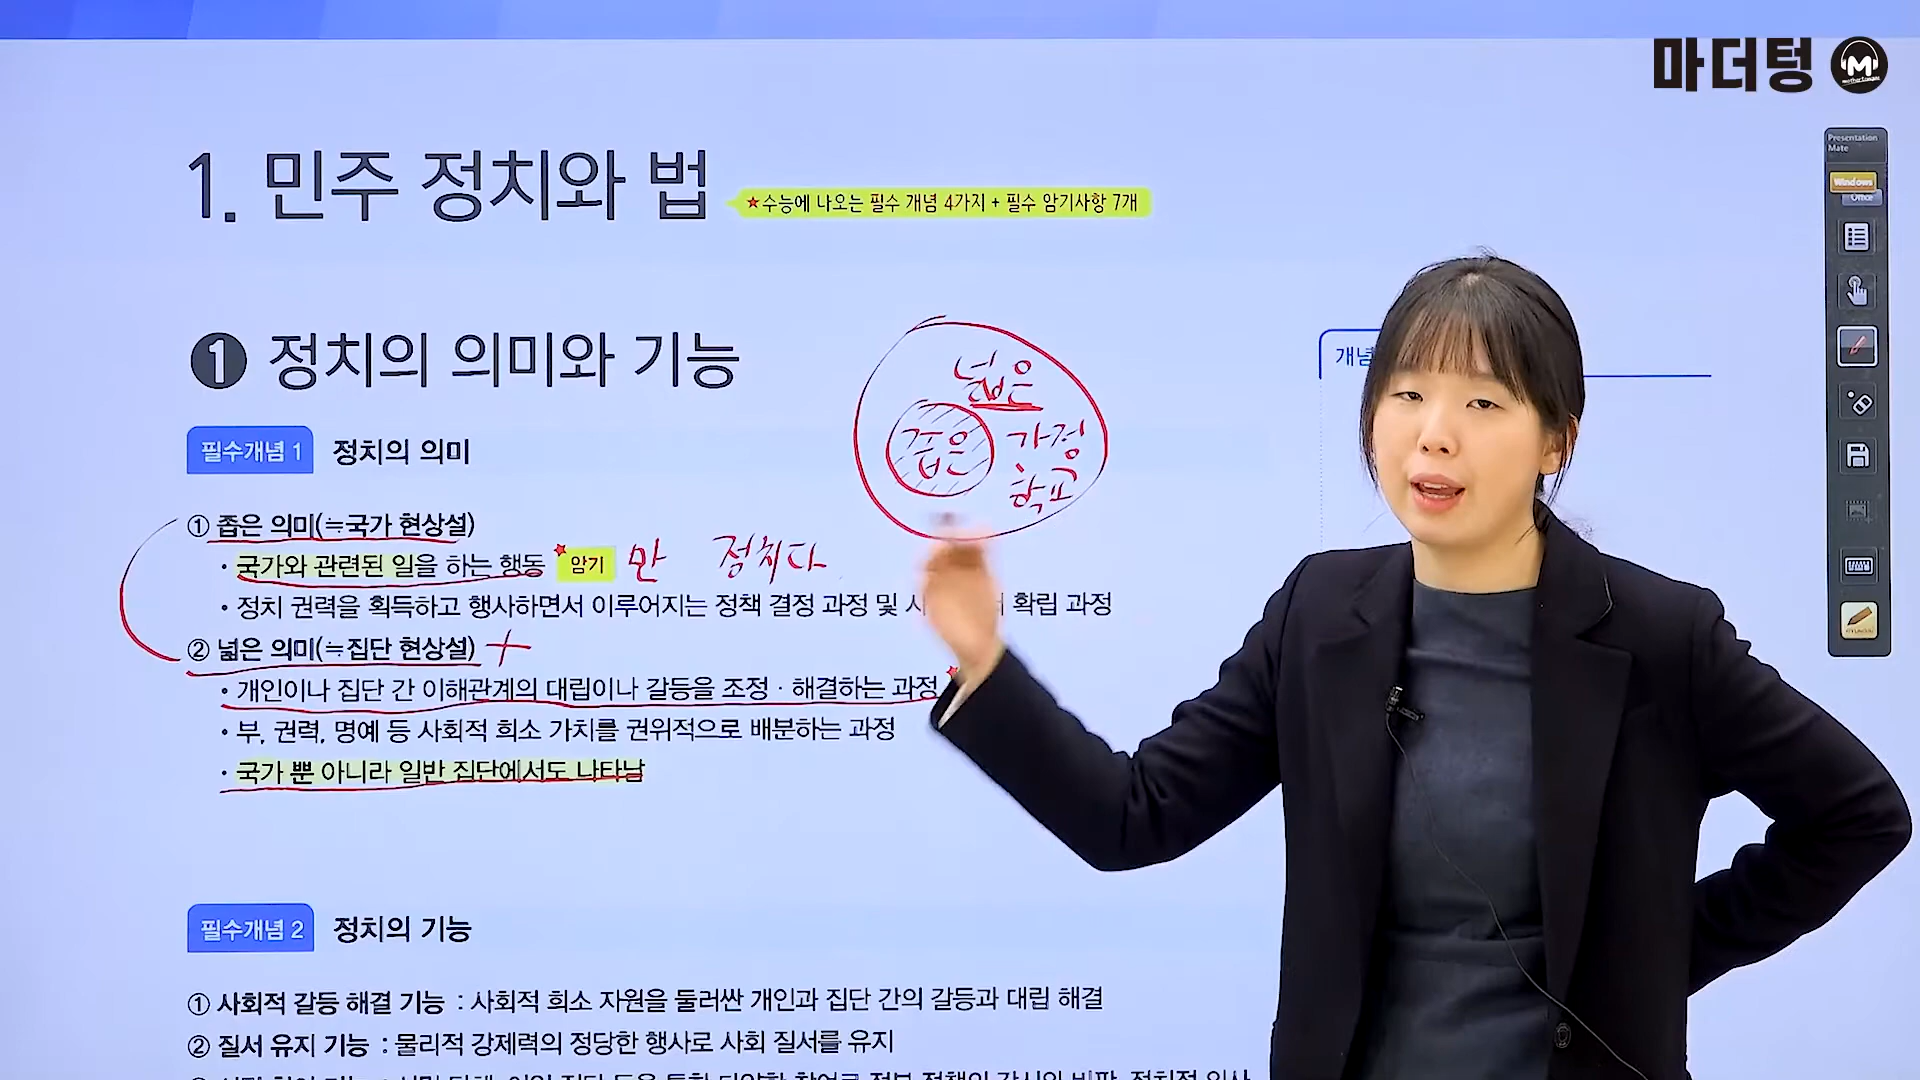 마더텅
M
Presentation
Mate
Windows
Office
1. 민주 정치와 법
★수능에 나오는 필수 개념 4가지 + 필수 암기사항 7개
❶ 정치의 의미와 기능
개념
넓은
좁은 가정
학교
필수개념 1 정치의 의미
① 좁은 의미(≒국가 현상설)
• 국가와 관련된 일을 하는 행동 ★암기 만 정치다
• 정치 권력을 획득하고 행사하면서 이루어지는 정책 결정 과정 및 확립 과정
② 넓은 의미(≒집단 현상설) +
• 개인이나 집단 간 이해관계의 대립이나 갈등을 조정·해결하는 과정 ★
• 부, 권력, 명예 등 사회적 희소 가치를 권위적으로 배분하는 과정
• 국가 뿐 아니라 일반 집단에서도 나타남
필수개념 2 정치의 기능
① 사회적 갈등 해결 기능 : 사회적 희소 자원을 둘러싼 개인과 집단 간의 갈등과 대립 해결
② 질서 유지 기능 : 물리적 강제력의 정당한 행사로 사회 질서를 유지